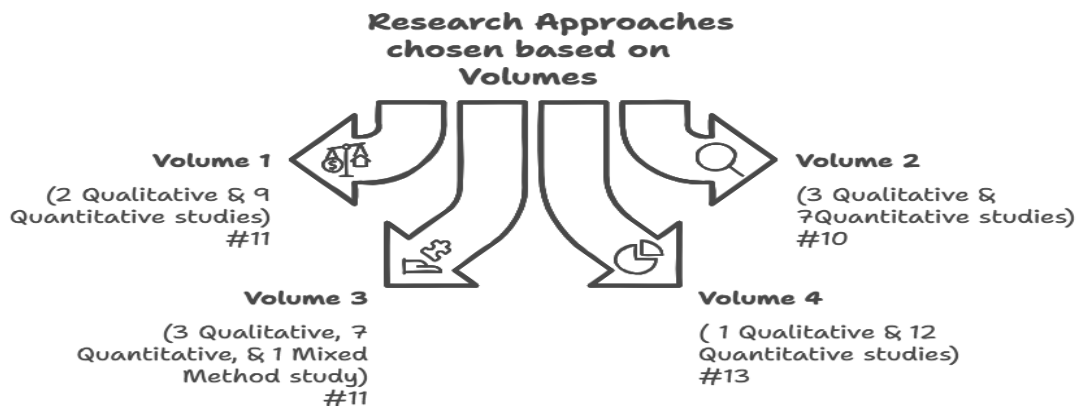 Research Approaches
chosen based on
Volumes
Volume 1
(2 Qualitative & 9
Quantitative studies)
#11
Volume 2
(3 Qualitative &
7Quantitative studies)
#10
Volume 3
(3 Qualitative, 7
Quantitative, & 1 Mixed
Method study)
#11
Volume 4
( 1 Qualitative & 12
Quantitative studies)
#13